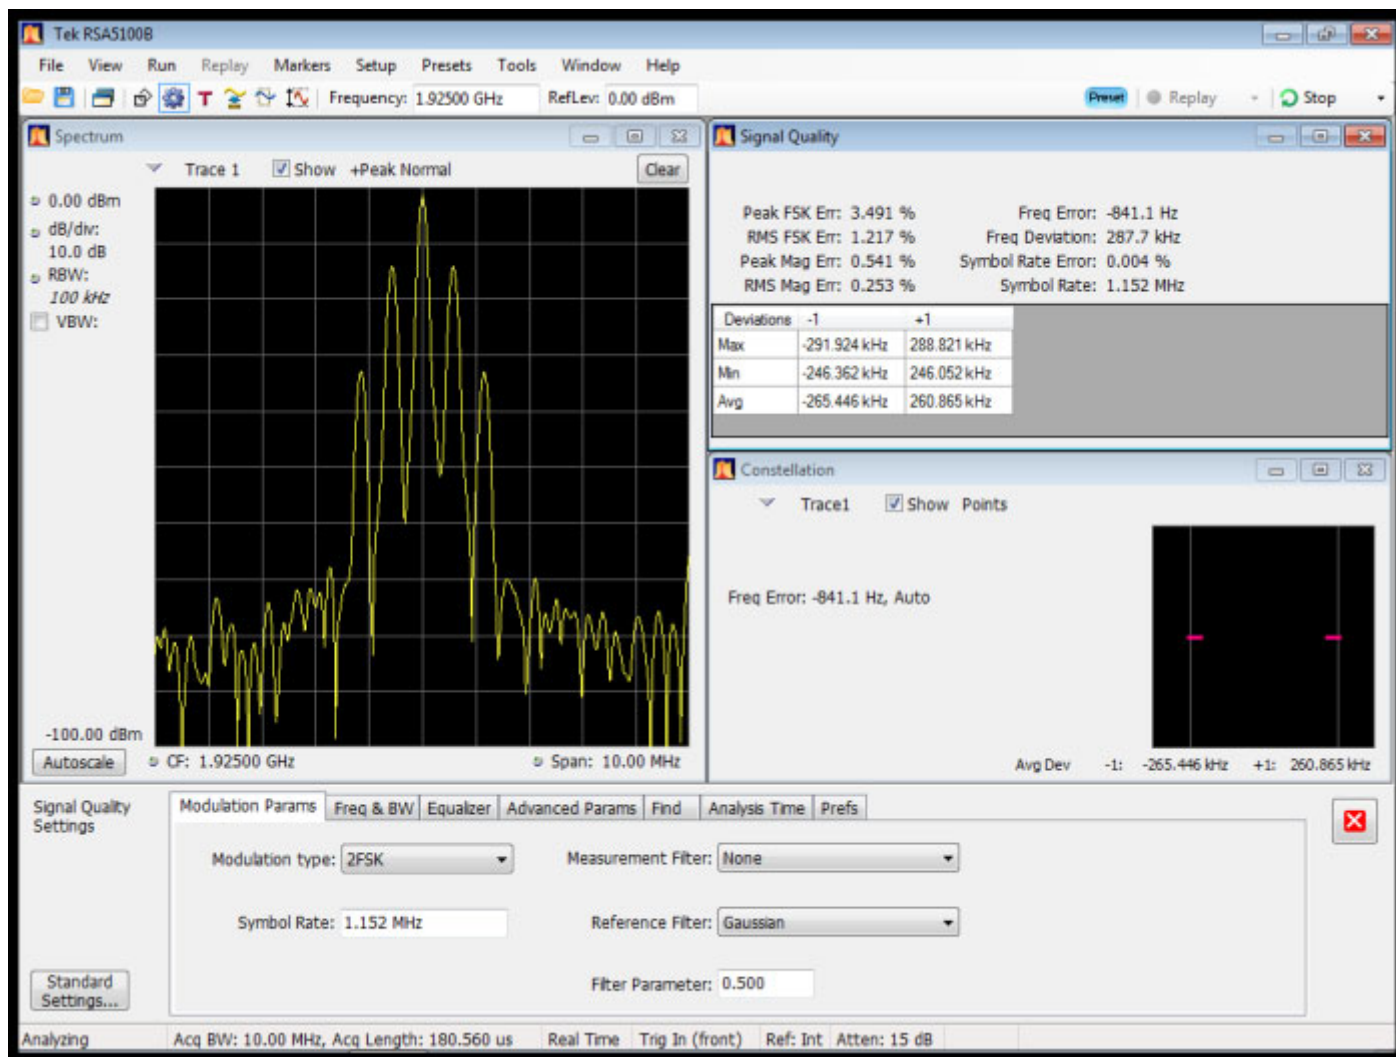 Tek RSA5100B
File View Run Replay Markers Setup Presets Tools Window Help
T Frequency: 1.92500 GHz RefLev: 0.00 dBm Preset Replay Stop
Spectrum
Trace 1 Show +Peak Normal Clear
0.00 dBm
dB/div:
10.0 dB
RBW:
100 kHz
VBW:
-100.00 dBm
Autoscale CF: 1.92500 GHz Span: 10.00 MHz
Signal Quality
Peak FSK Err: 3.491 % Freq Error: -841.1 Hz
RMS FSK Err: 1.217 % Freq Deviation: 287.7 kHz
Peak Mag Err: 0.541 % Symbol Rate Error: 0.004 %
RMS Mag Err: 0.253 % Symbol Rate: 1.152 MHz
Deviations -1 +1
Max -291.924 kHz 288.821 kHz
Min -246.362 kHz 246.052 kHz
Avg -265.446 kHz 260.865 kHz
Constellation
Trace1 Show Points
Freq Error: -841.1 Hz, Auto
Avg Dev -1: -265.446 kHz +1: 260.865 kHz
Signal Quality
Settings
Modulation Params Freq & BW Equalizer Advanced Params Find Analysis Time Prefs
Modulation type: 2FSK Measurement Filter: None
Symbol Rate: 1.152 MHz Reference Filter: Gaussian
Filter Parameter: 0.500
Standard
Settings...
Analyzing Acq BW: 10.00 MHz, Acq Length: 180.560 us Real Time Trig In (front) Ref: Int Atten: 15 dB